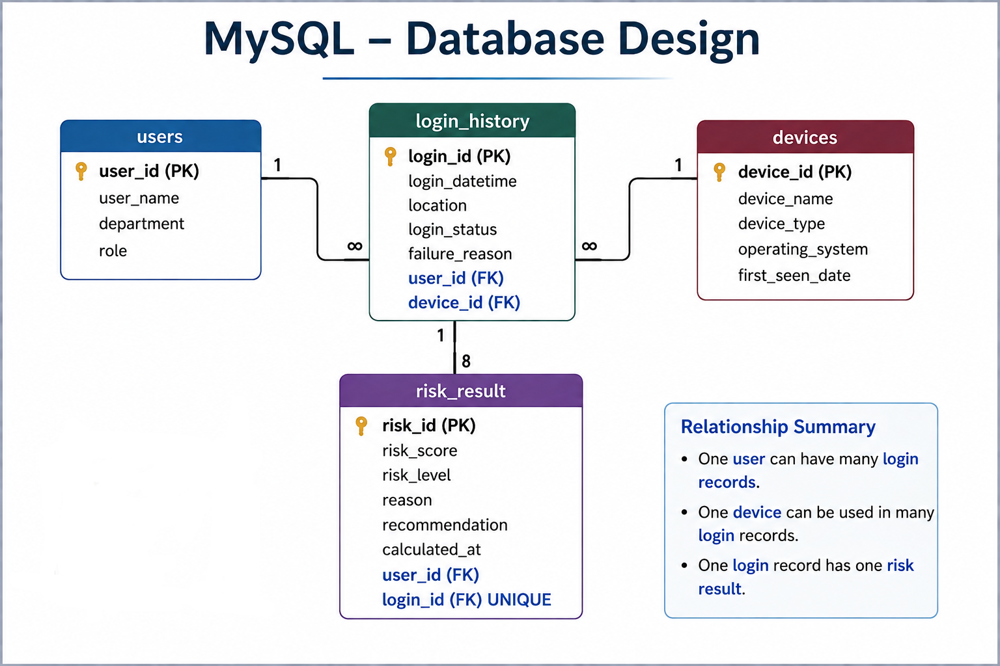 MySQL – Database Design
users
user_id (PK)
user_name
department
role
1
∞
login_history
login_id (PK)
login_datetime
location
login_status
failure_reason
user_id (FK)
device_id (FK)
1
∞
devices
device_id (PK)
device_name
device_type
operating_system
first_seen_date
1
8
risk_result
risk_id (PK)
risk_score
risk_level
reason
recommendation
calculated_at
user_id (FK)
login_id (FK) UNIQUE
Relationship Summary
• One user can have many login
records.
• One device can be used in many
login records.
• One login record has one risk
result.